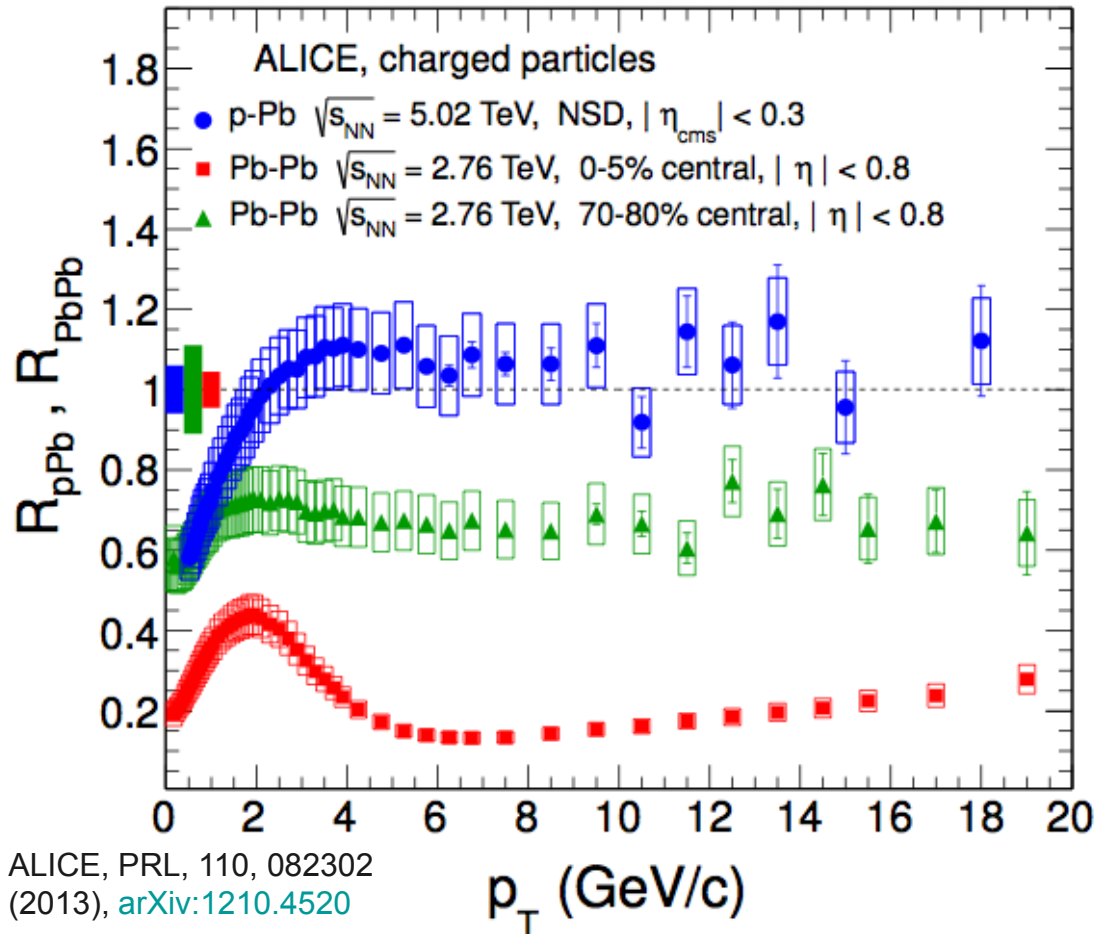 ALICE, charged particles
p-Pb √sNN = 5.02 TeV, NSD, | ηcms| < 0.3
Pb-Pb √sNN = 2.76 TeV, 0-5% central, | η | < 0.8
Pb-Pb √sNN = 2.76 TeV, 70-80% central, | η | < 0.8
RpPb , RPbPb
1.8
1.6
1.4
1.2
1
0.8
0.6
0.4
0.2
0 2 4 6 8 10 12 14 16 18 20
pT (GeV/c)
ALICE, PRL, 110, 082302
(2013), arXiv:1210.4520